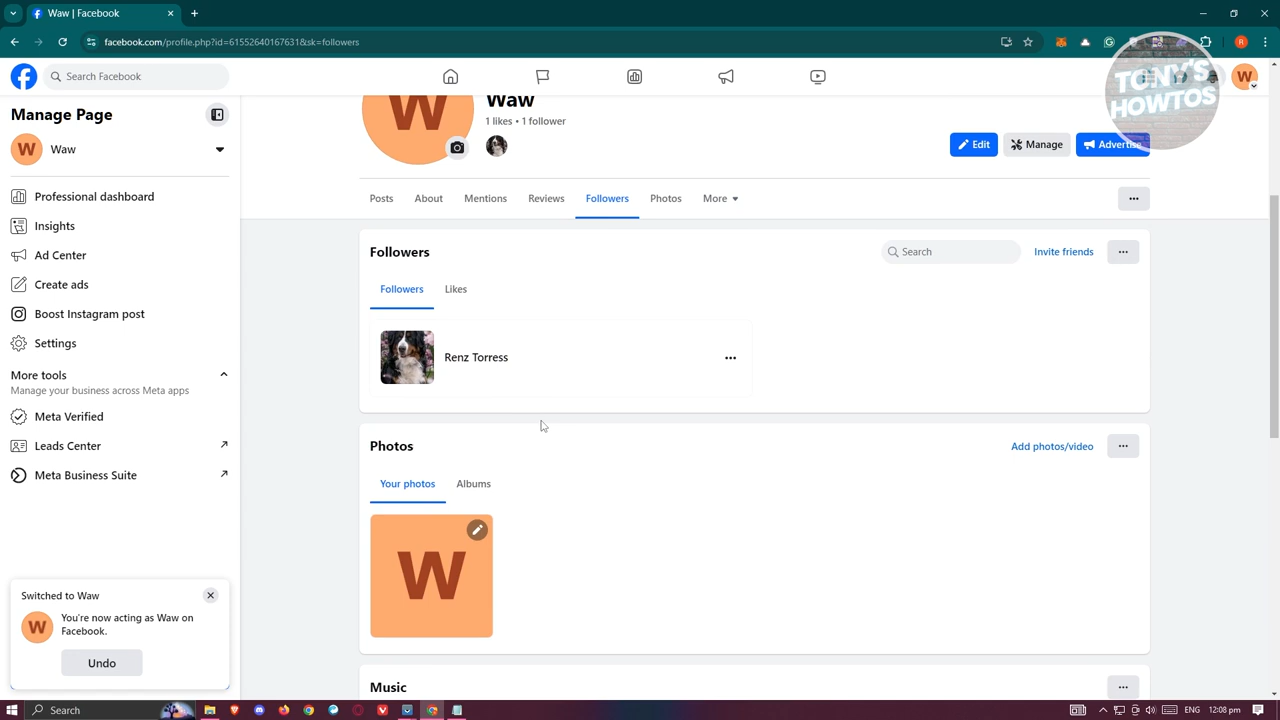 Waw | Facebook
facebook.com/profile.php?id=61552640167631&sk=followers
R
Search Facebook
TONY'S
HOWTOS
W
Manage Page
W
Waw
Professional dashboard
Insights
Ad Center
Create ads
Boost Instagram post
Settings
More tools
Manage your business across Meta apps
Meta Verified
Leads Center
Meta Business Suite
Switched to Waw
W
You're now acting as Waw on
Facebook.
Undo
W
Waw
1 likes • 1 follower
Edit
Manage
Advertise
Posts
About
Mentions
Reviews
Followers
Photos
More
Followers
Search
Invite friends
Followers
Likes
Renz Torress
Photos
Add photos/video
Your photos
Albums
W
Music
Search
12:08 pm